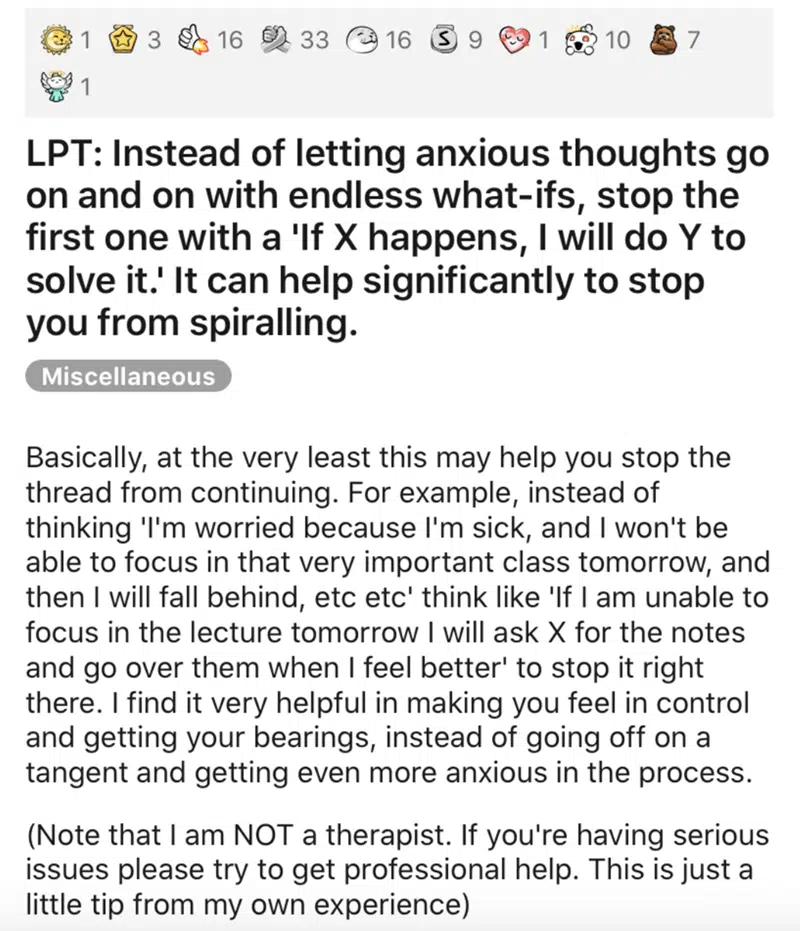 1 3 16 33 16 S 9 1 10 7
1
LPT: Instead of letting anxious thoughts go
on and on with endless what-ifs, stop the
first one with a 'If X happens, I will do Y to
solve it.' It can help significantly to stop
you from spiralling.
Miscellaneous
Basically, at the very least this may help you stop the
thread from continuing. For example, instead of
thinking 'I'm worried because I'm sick, and I won't be
able to focus in that very important class tomorrow, and
then I will fall behind, etc etc' think like 'If I am unable to
focus in the lecture tomorrow I will ask X for the notes
and go over them when I feel better' to stop it right
there. I find it very helpful in making you feel in control
and getting your bearings, instead of going off on a
tangent and getting even more anxious in the process.
(Note that I am NOT a therapist. If you're having serious
issues please try to get professional help. This is just a
little tip from my own experience)